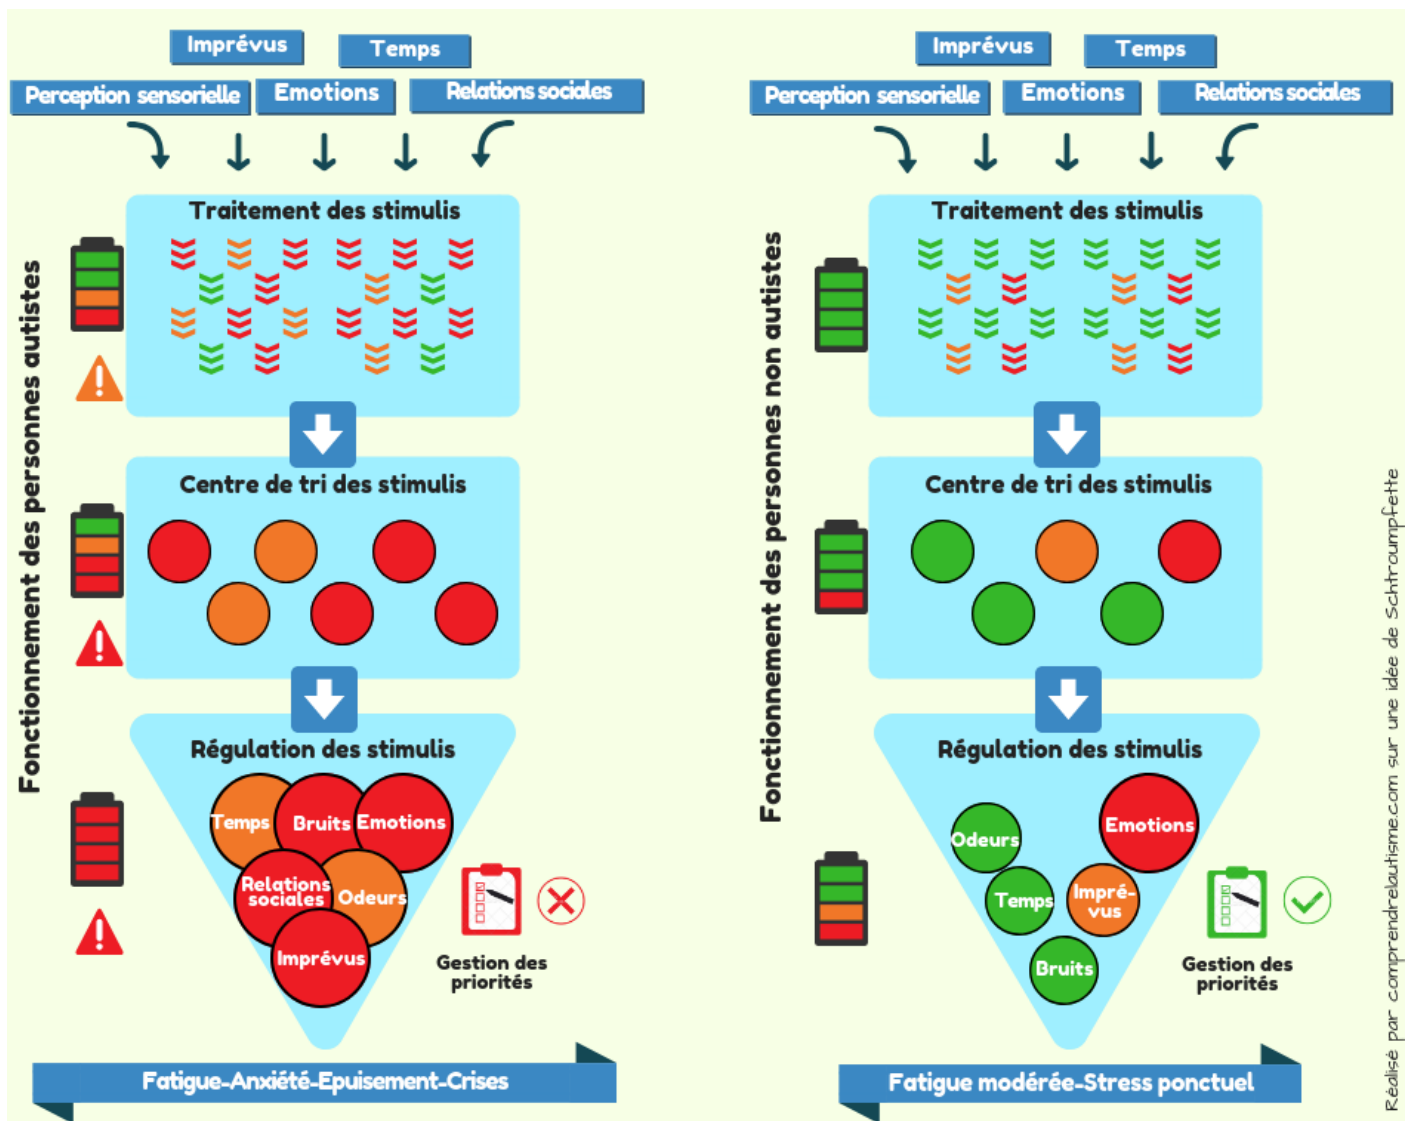 Imprévus
Temps
Perception sensorielle
Emotions
Relations sociales
Fonctionnement des personnes autistes
Traitement des stimulis
Centre de tri des stimulis
Régulation des stimulis
Temps
Bruits
Emotions
Relations
sociales
Odeurs
Imprévus
Gestion des
priorités
Fatigue-Anxiété-Epuisement-Crises
Imprévus
Temps
Perception sensorielle
Emotions
Relations sociales
Fonctionnement des personnes non autistes
Traitement des stimulis
Centre de tri des stimulis
Régulation des stimulis
Odeurs
Emotions
Temps
Impré-
vus
Bruits
Gestion des
priorités
Fatigue modérée-Stress ponctuel
Réalisé par comprendrelautisme.com sur une idée de Schtroumpfette